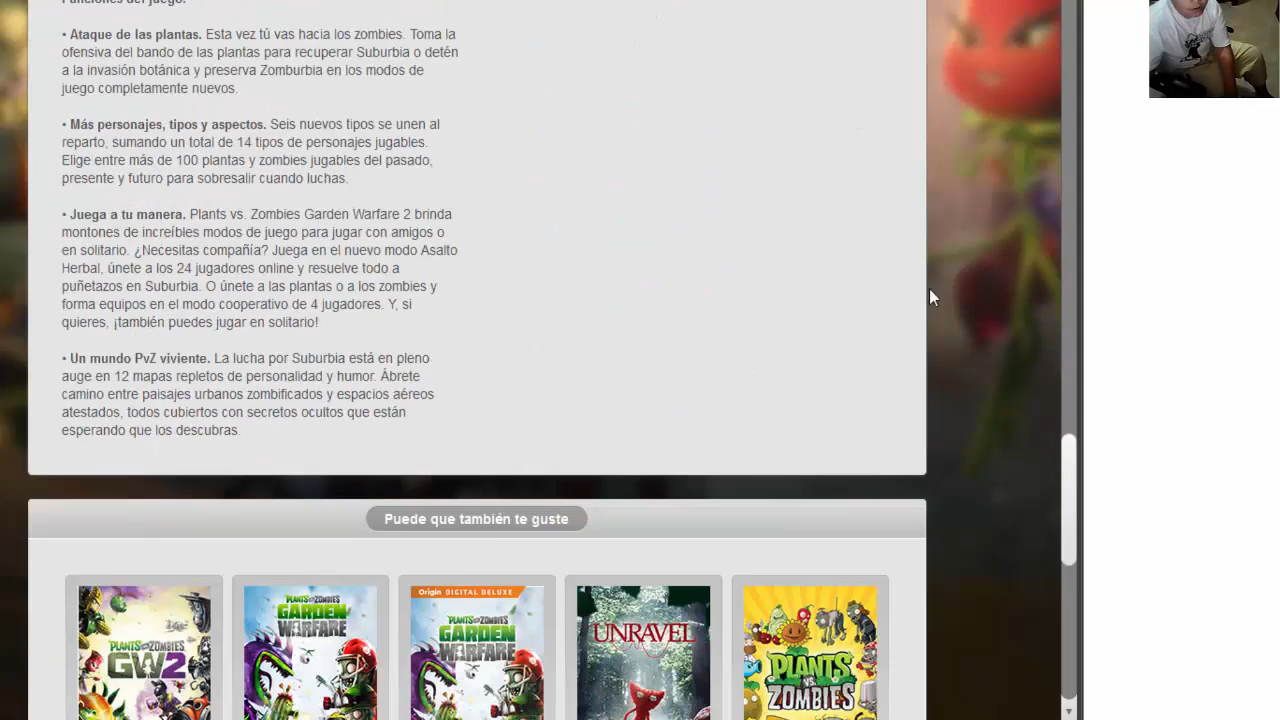 Funciones del juego.
• Ataque de las plantas. Esta vez tú vas hacia los zombies. Toma la
ofensiva del bando de las plantas para recuperar Suburbia o detén
a la invasión botánica y preserva Zomburbia en los modos de
juego completamente nuevos.
• Más personajes, tipos y aspectos. Seis nuevos tipos se unen al
reparto, sumando un total de 14 tipos de personajes jugables.
Elige entre más de 100 plantas y zombies jugables del pasado,
presente y futuro para sobresalir cuando luchas.
• Juega a tu manera. Plants vs. Zombies Garden Warfare 2 brinda
montones de increíbles modos de juego para jugar con amigos o
en solitario. ¿Necesitas compañía? Juega en el nuevo modo Asalto
Herbal, únete a los 24 jugadores online y resuelve todo a
puñetazos en Suburbia. O únete a las plantas o a los zombies y
forma equipos en el modo cooperativo de 4 jugadores. Y, si
quieres, ¡también puedes jugar en solitario!
• Un mundo PvZ viviente. La lucha por Suburbia está en pleno
auge en 12 mapas repletos de personalidad y humor. Ábrete
camino entre paisajes urbanos zombificados y espacios aéreos
atestados, todos cubiertos con secretos ocultos que están
esperando que los descubras.
Puede que también te guste
PLANTS VS. ZOMBIES
GW2
PLANTS VS. ZOMBIES
GARDEN
WARFARE
Origin DIGITAL DELUXE
PLANTS VS. ZOMBIES
GARDEN
WARFARE
UNRAVEL
PLANTS
VS.
ZOMBIES